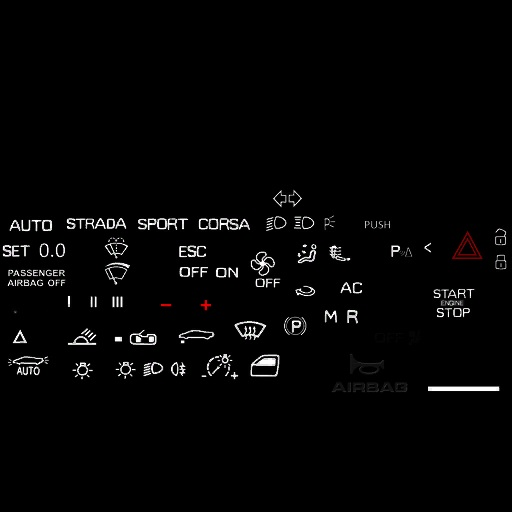 AUTO STRADA SPORT CORSA PUSH
SET 0.0 ESC P <
PASSENGER OFF ON
AIRBAG OFF OFF
AC
I II III − + START
ENGINE
STOP
M R
P
AUTO
AIRBAG